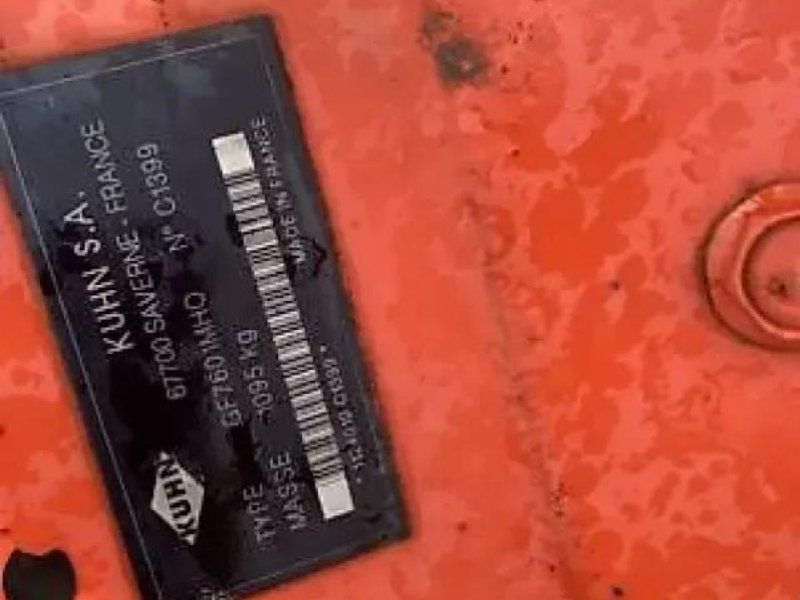 KUHN S.A.
67700 SAVERNE - FRANCE
KUHN
N° C1399
TYPE GF7601MHO
MASSE 1095 kg
MADE IN FRANCE